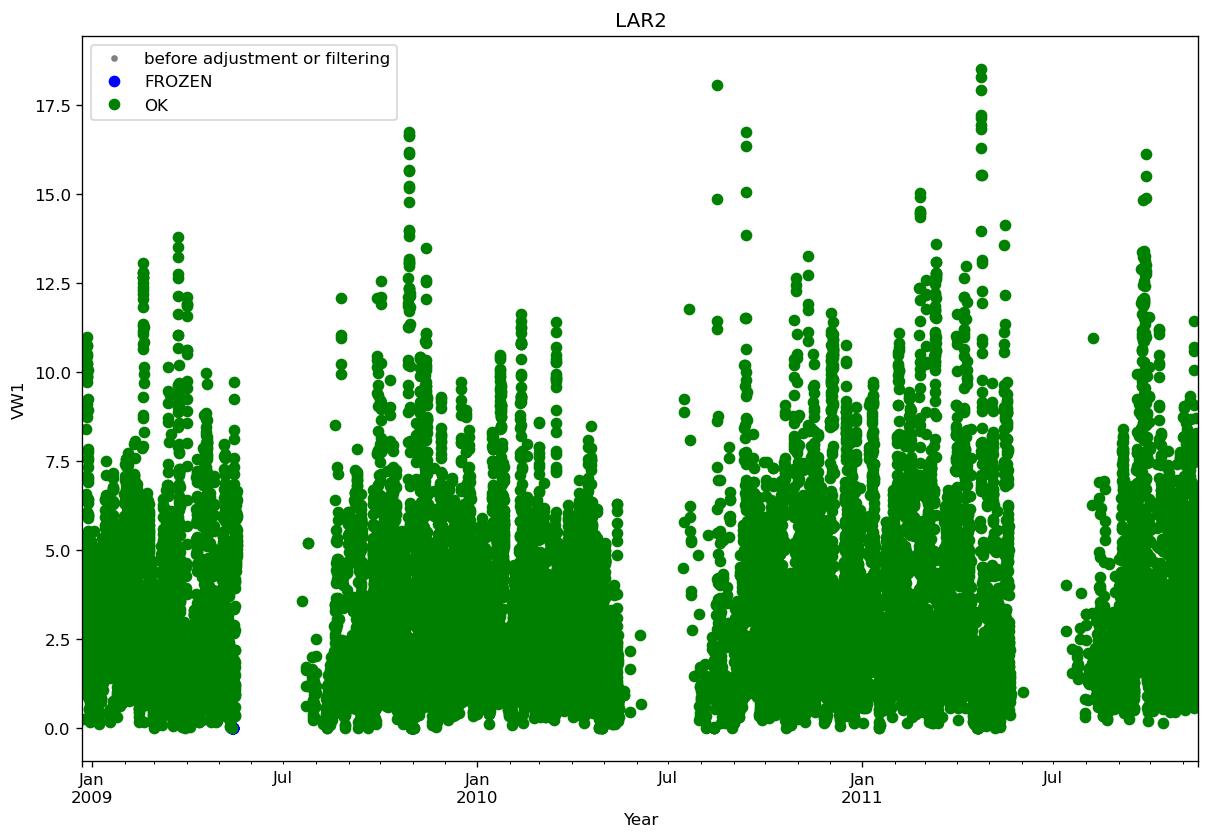 LAR2
before adjustment or filtering
FROZEN
OK
17.5
15.0
12.5
10.0
7.5
5.0
2.5
0.0
VW1
Jan Jul Jan Jul Jan Jul
2009 2010 2011
Year